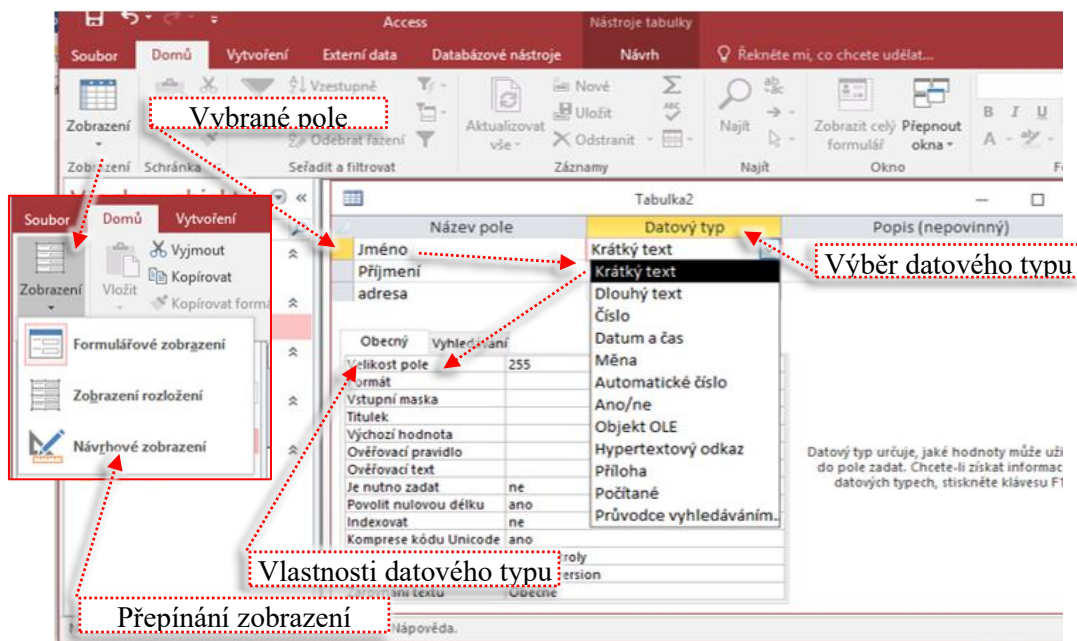 Access
Nástroje tabulky
Soubor
Domů
Vytvoření
Externí data
Databázové nástroje
Návrh
Řekněte mi, co chcete udělat...
Zobrazení
Vybrané pole
Vzestupně
Odebrat řazení
Aktualizovat
vše
Nové
Uložit
Odstranit
Najít
Zobrazit celý
formulář
Přepnout
okna
B I U
A
Zobrazení
Schránka
Seřadit a filtrovat
Záznamy
Najít
Okno
Tabulka2
Název pole
Datový typ
Popis (nepovinný)
Jméno
Krátký text
Příjmení
adresa
Výběr datového typu
Krátký text
Dlouhý text
Číslo
Datum a čas
Měna
Automatické číslo
Ano/ne
Objekt OLE
Hypertextový odkaz
Příloha
Počítané
Průvodce vyhledáváním..
Soubor
Domů
Vytvoření
Zobrazení
Vložit
Vyjmout
Kopírovat
Kopírovat formá
Formulářové zobrazení
Zobrazení rozložení
Návrhové zobrazení
Obecný
Vyhledávání
Velikost pole 255
Formát
Vstupní maska
Titulek
Výchozí hodnota
Ověřovací pravidlo
Ověřovací text
Je nutno zadat ne
Povolit nulovou délku ano
Indexovat ne
Komprese kódu Unicode ano
roly
ersion
Zarovnání textu Obecné
Datový typ určuje, jaké hodnoty může uži
do pole zadat. Chcete-li získat informac
datových typech, stiskněte klávesu F1
Vlastnosti datového typu
Přepínání zobrazení
Nápověda.